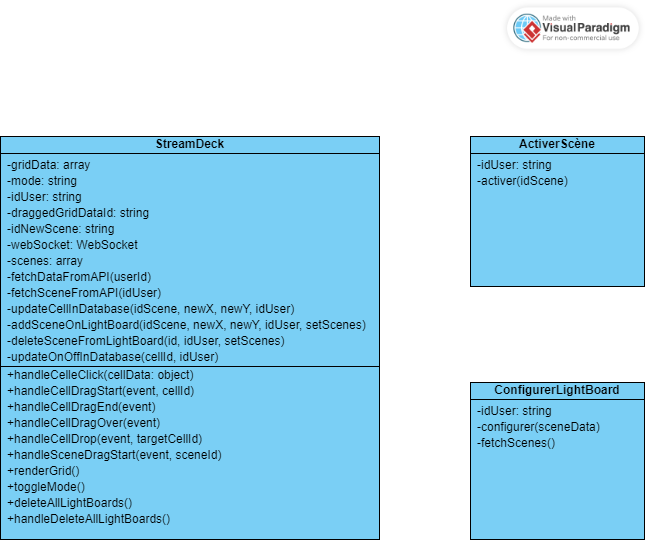 Made with
VisualParadigm
For non-commercial use
StreamDeck
-gridData: array
-mode: string
-idUser: string
-draggedGridDataId: string
-idNewScene: string
-webSocket: WebSocket
-scenes: array
-fetchDataFromAPI(userId)
-fetchSceneFromAPI(idUser)
-updateCellInDatabase(idScene, newX, newY, idUser)
-addSceneOnLightBoard(idScene, newX, newY, idUser, setScenes)
-deleteSceneFromLightBoard(id, idUser, setScenes)
-updateOnOffInDatabase(cellId, idUser)
+handleCelleClick(cellData: object)
+handleCellDragStart(event, cellId)
+handleCellDragEnd(event)
+handleCellDragOver(event)
+handleCellDrop(event, targetCellId)
+handleSceneDragStart(event, sceneId)
+renderGrid()
+toggleMode()
+deleteAllLightBoards()
+handleDeleteAllLightBoards()
ActiverScène
-idUser: string
-activer(idScene)
ConfigurerLightBoard
-idUser: string
-configurer(sceneData)
-fetchScenes()